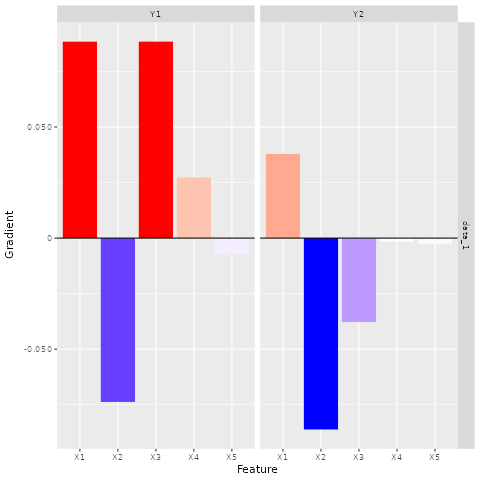 Y1 Y2
Gradient
0.050
0
-0.050
data_1
X1 X2 X3 X4 X5 X1 X2 X3 X4 X5
Feature